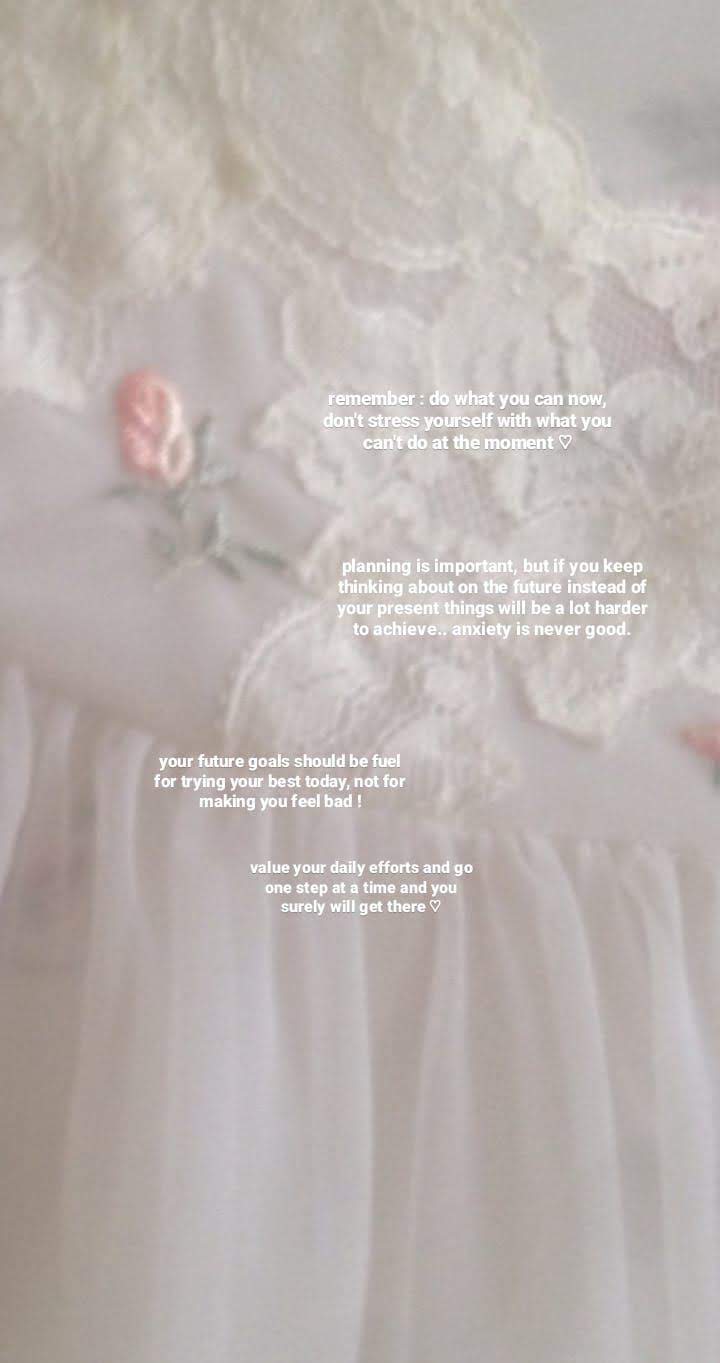 remember : do what you can now,
don't stress yourself with what you
can't do at the moment ♡
planning is important, but if you keep
thinking about on the future instead of
your present things will be a lot harder
to achieve.. anxiety is never good.
your future goals should be fuel
for trying your best today, not for
making you feel bad !
value your daily efforts and go
one step at a time and you
surely will get there ♡